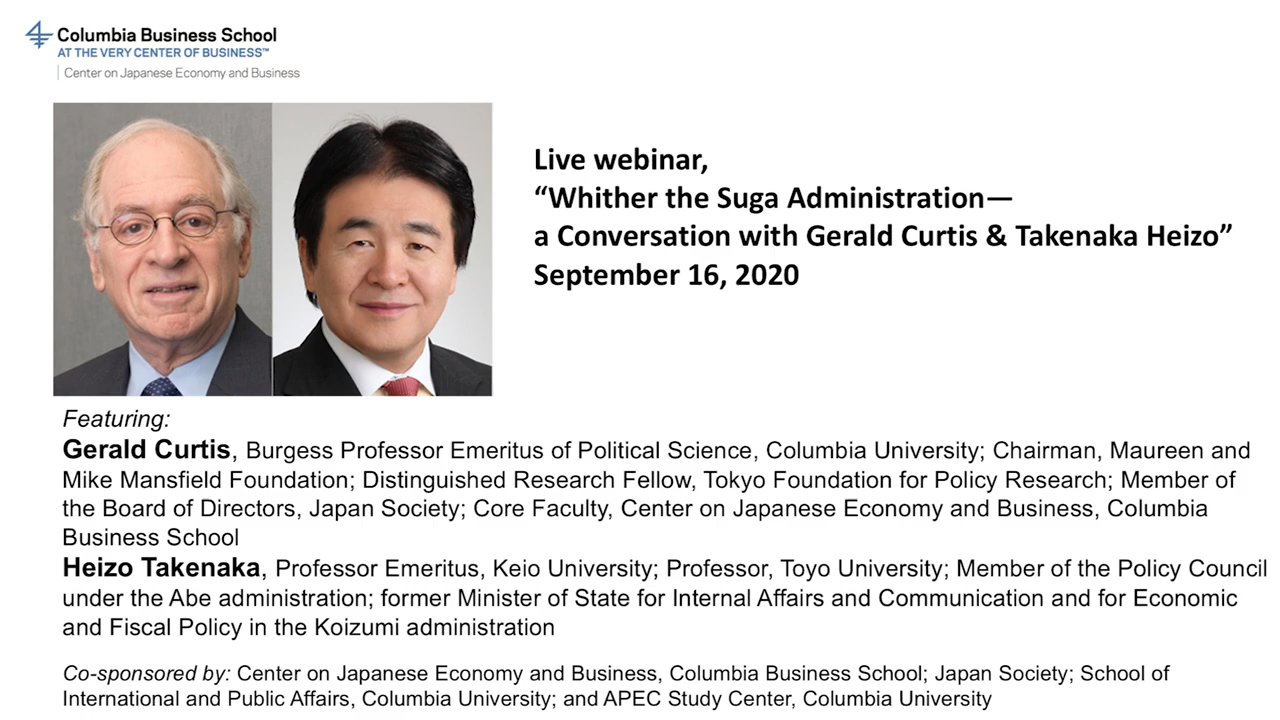 Columbia Business School
AT THE VERY CENTER OF BUSINESS™
Center on Japanese Economy and Business
Live webinar,
“Whither the Suga Administration—
a Conversation with Gerald Curtis & Takenaka Heizo”
September 16, 2020
Featuring:
Gerald Curtis, Burgess Professor Emeritus of Political Science, Columbia University; Chairman, Maureen and
Mike Mansfield Foundation; Distinguished Research Fellow, Tokyo Foundation for Policy Research; Member of
the Board of Directors, Japan Society; Core Faculty, Center on Japanese Economy and Business, Columbia
Business School
Heizo Takenaka, Professor Emeritus, Keio University; Professor, Toyo University; Member of the Policy Council
under the Abe administration; former Minister of State for Internal Affairs and Communication and for Economic
and Fiscal Policy in the Koizumi administration
Co-sponsored by: Center on Japanese Economy and Business, Columbia Business School; Japan Society; School of
International and Public Affairs, Columbia University; and APEC Study Center, Columbia University